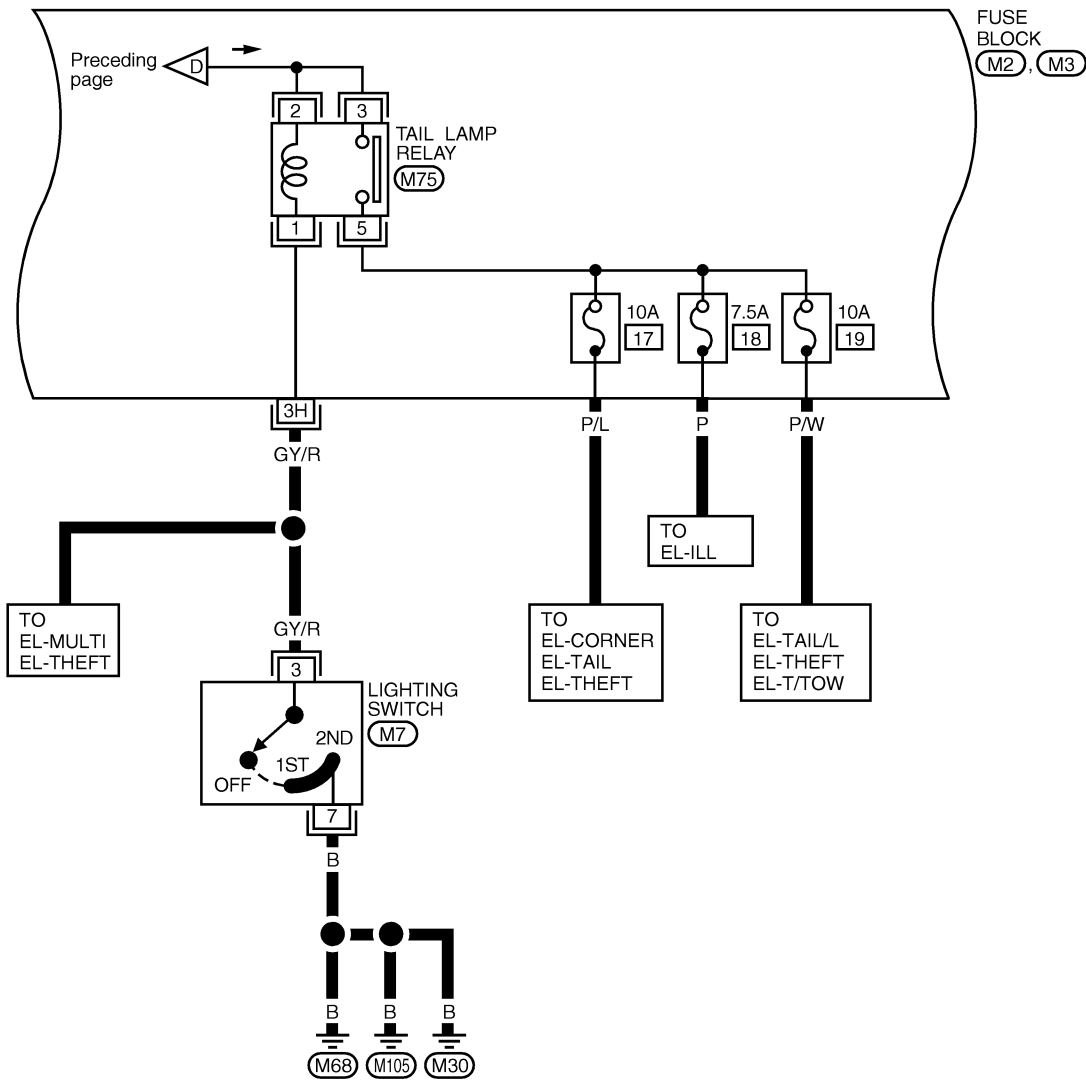 FUSE
BLOCK
M2 , M3
Preceding
page
D
2
3
TAIL LAMP
RELAY
M75
1
5
10A
17
7.5A
18
10A
19
3H
GY/R
P/L
P
P/W
TO
EL-ILL
TO
EL-MULTI
EL-THEFT
GY/R
TO
EL-CORNER
EL-TAIL
EL-THEFT
TO
EL-TAIL/L
EL-THEFT
EL-T/TOW
3
LIGHTING
SWITCH
M7
2ND
1ST
OFF
7
B
B
B
B
M68
M105
M30